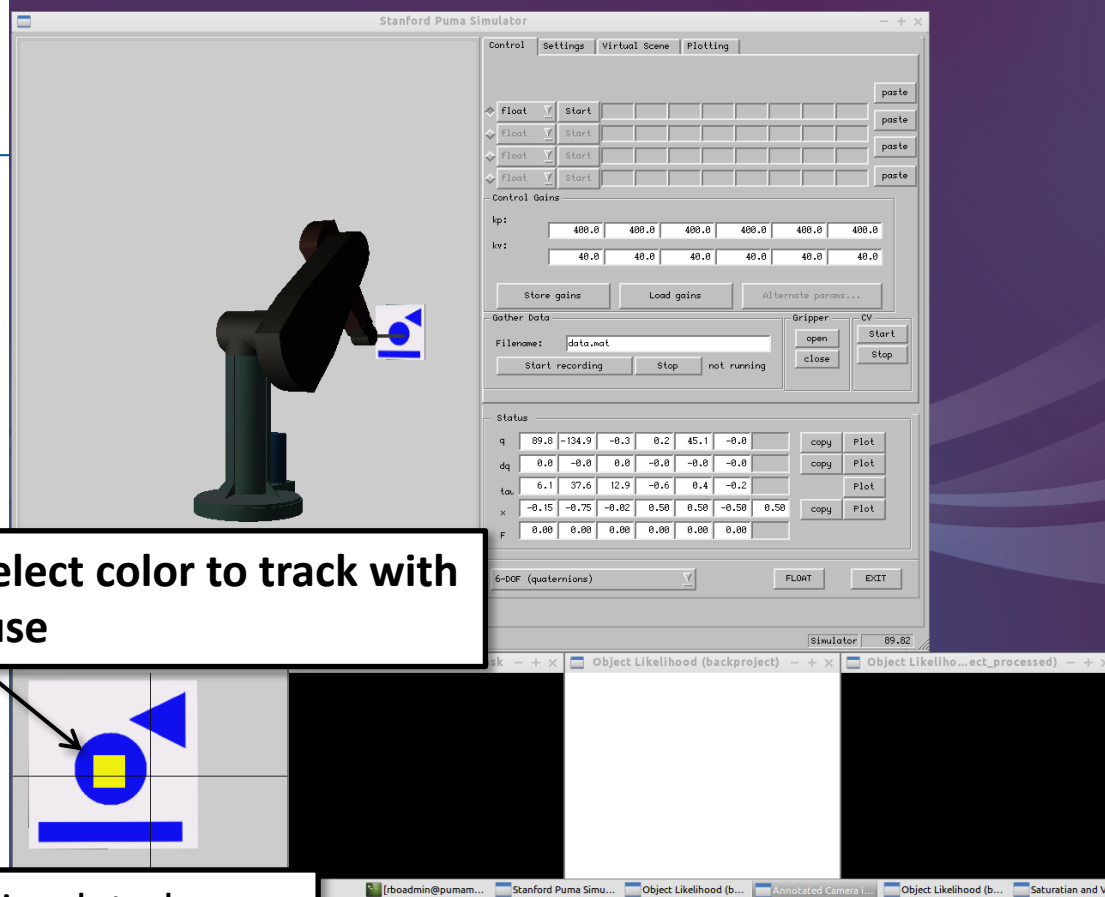 Stanford Puma Simulator
Control Settings Virtual Scene Plotting
paste
float Start
paste
float Start
paste
float Start
paste
float Start
Control Gains
kp:
400.0 400.0 400.0 400.0 400.0 400.0
kv:
40.0 40.0 40.0 40.0 40.0 40.0
Store gains Load gains Alternate params...
Gather Data Gripper CV
Filename: data.mat open Start
Start recording Stop not running close Stop
Status
q 89.8 -134.9 -0.3 0.2 45.1 -0.0 copy Plot
dq 0.0 -0.0 0.0 -0.0 -0.0 -0.0 copy Plot
tau 6.1 37.6 12.9 -0.6 0.4 -0.2 Plot
x -0.15 -0.75 -0.02 0.50 0.50 -0.50 0.50 copy Plot
F 0.00 0.00 0.00 0.00 0.00 0.00
elect color to track with
use
6-DOF (quaternions) FLOAT EXIT
Simulator 89.82
sk Object Likelihood (backproject) Object Likeliho...ect_processed)
[rboadmin@pumam... Stanford Puma Simu... Object Likelihood (b... Annotated Camera i... Object Likelihood (b... Saturatian and V